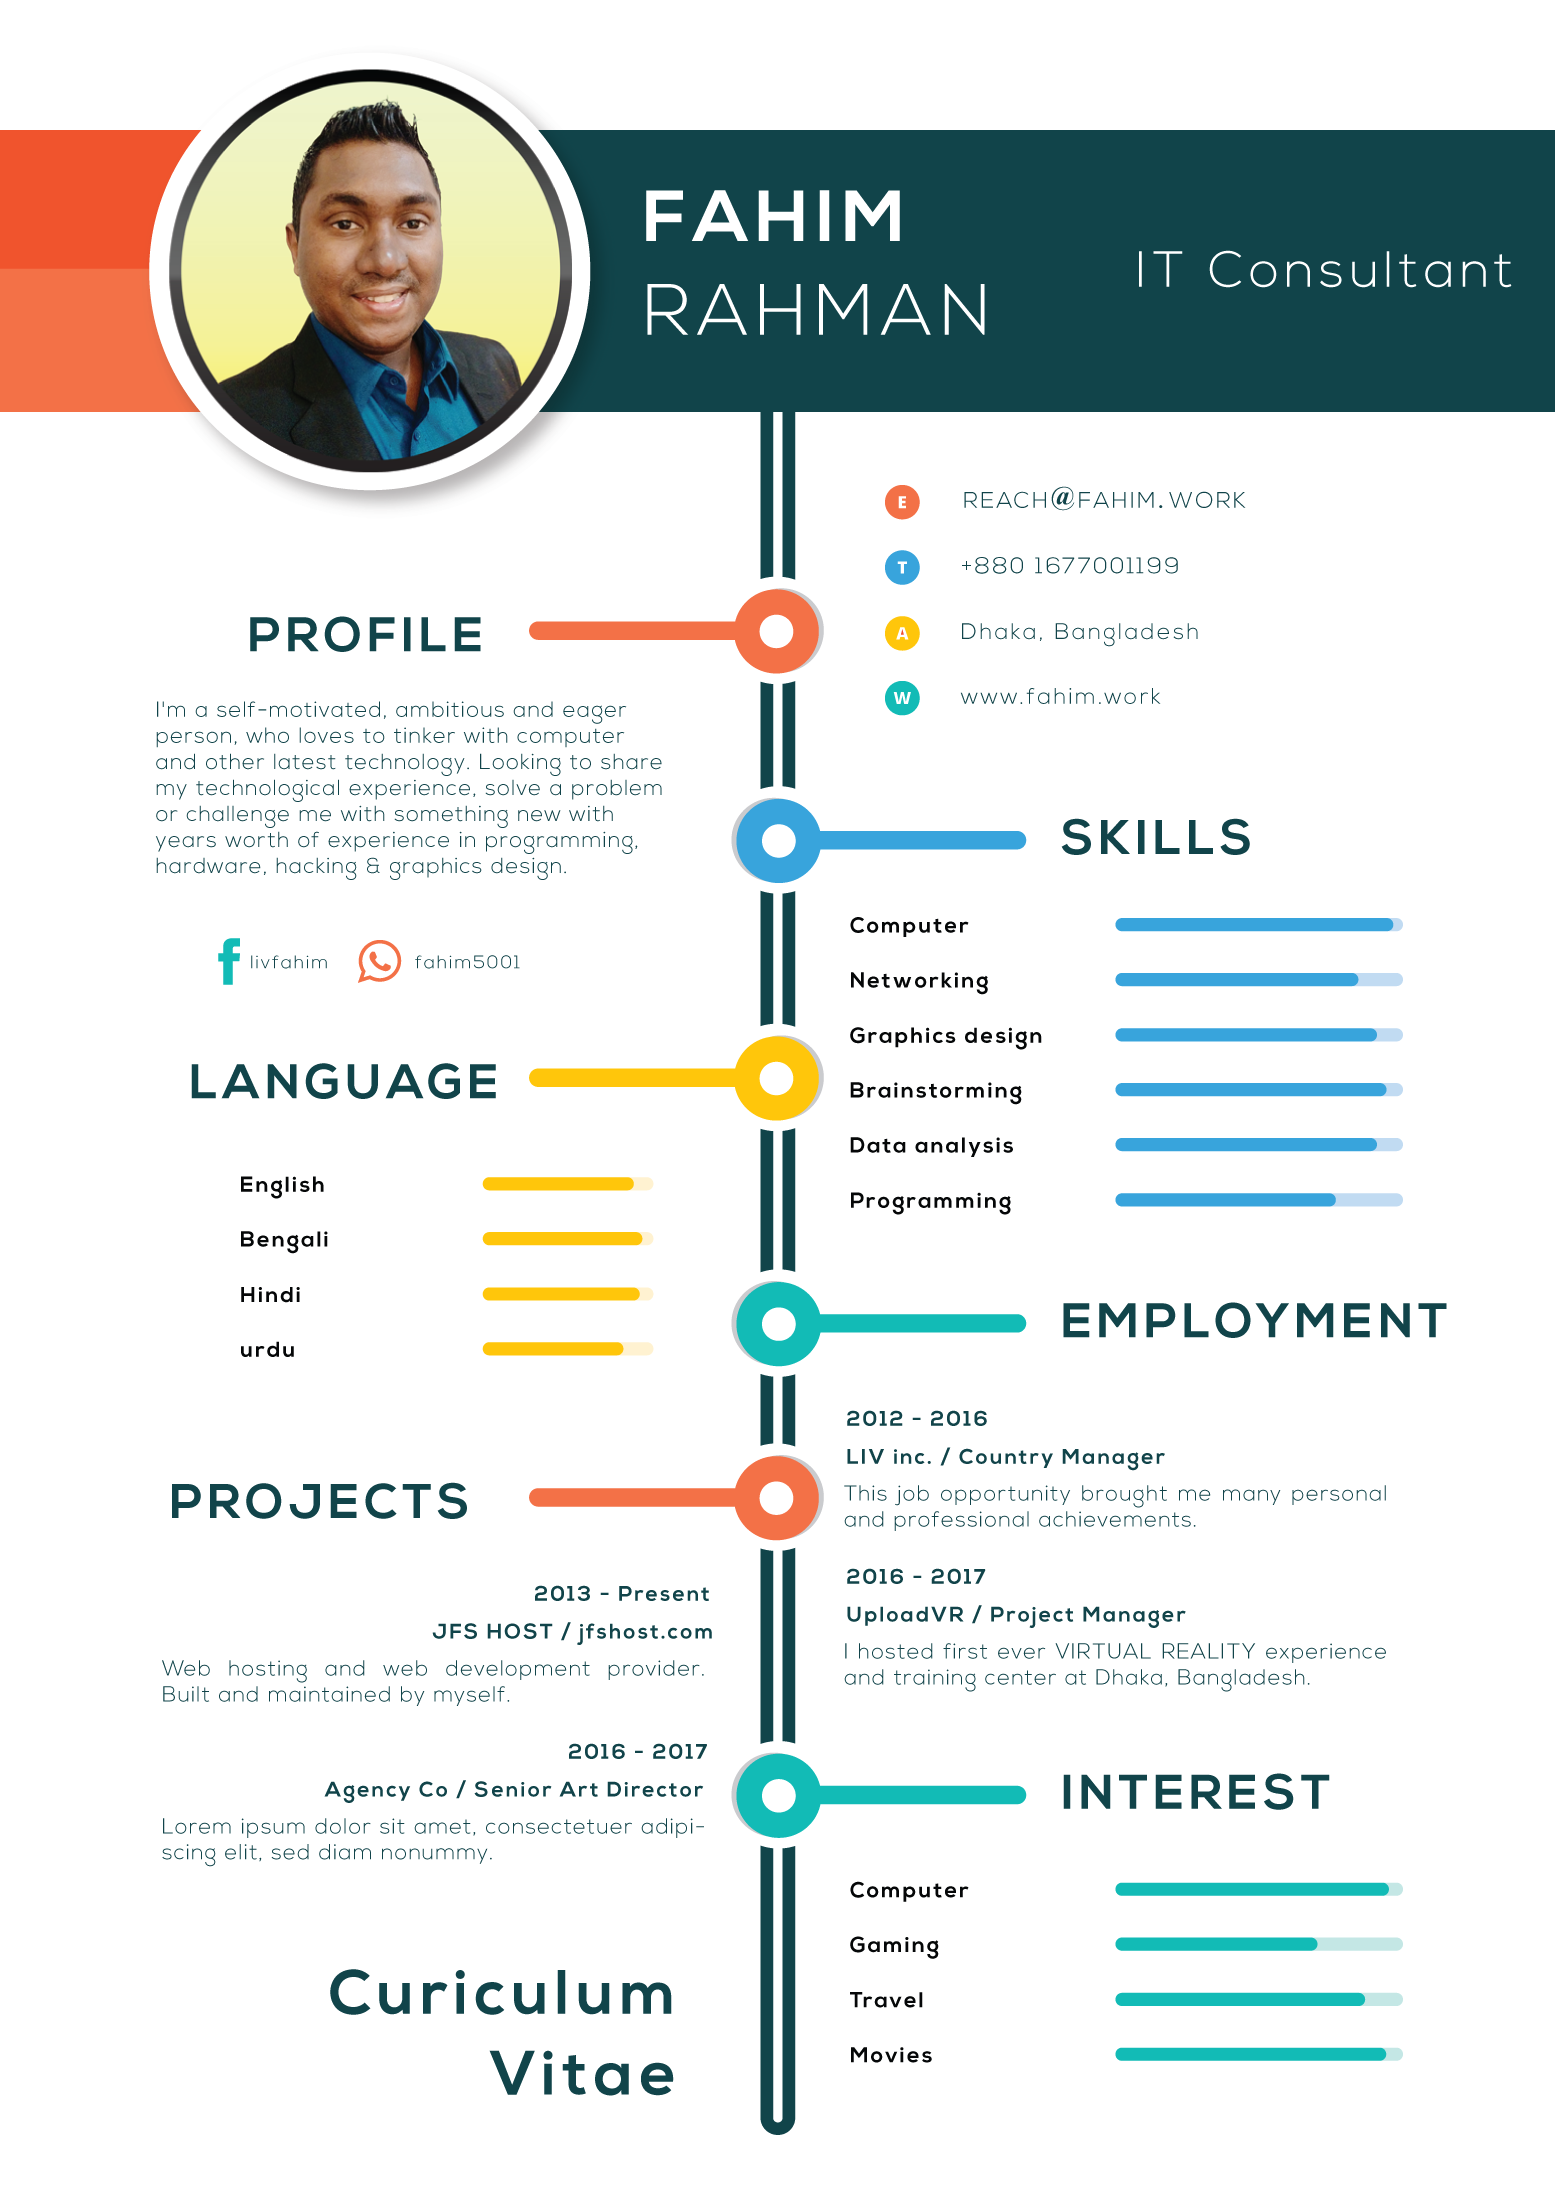 FAHIM
RAHMAN
IT Consultant
E REACH@FAHIM.WORK
T +880 1677001199
A Dhaka, Bangladesh
W www.fahim.work
PROFILE
I'm a self-motivated, ambitious and eager
person, who loves to tinker with computer
and other latest technology. Looking to share
my technological experience, solve a problem
or challenge me with something new with
years worth of experience in programming,
hardware, hacking & graphics design.
f livfahim
fahim5001
SKILLS
Computer
Networking
Graphics design
Brainstorming
Data analysis
Programming
LANGUAGE
English
Bengali
Hindi
urdu
EMPLOYMENT
2012 - 2016
LIV inc. / Country Manager
This job opportunity brought me many personal
and professional achievements.
2016 - 2017
UploadVR / Project Manager
I hosted first ever VIRTUAL REALITY experience
and training center at Dhaka, Bangladesh.
PROJECTS
2013 - Present
JFS HOST / jfshost.com
Web hosting and web development provider.
Built and maintained by myself.
2016 - 2017
Agency Co / Senior Art Director
Lorem ipsum dolor sit amet, consectetuer adipi-
scing elit, sed diam nonummy.
INTEREST
Computer
Gaming
Travel
Movies
Curiculum
Vitae